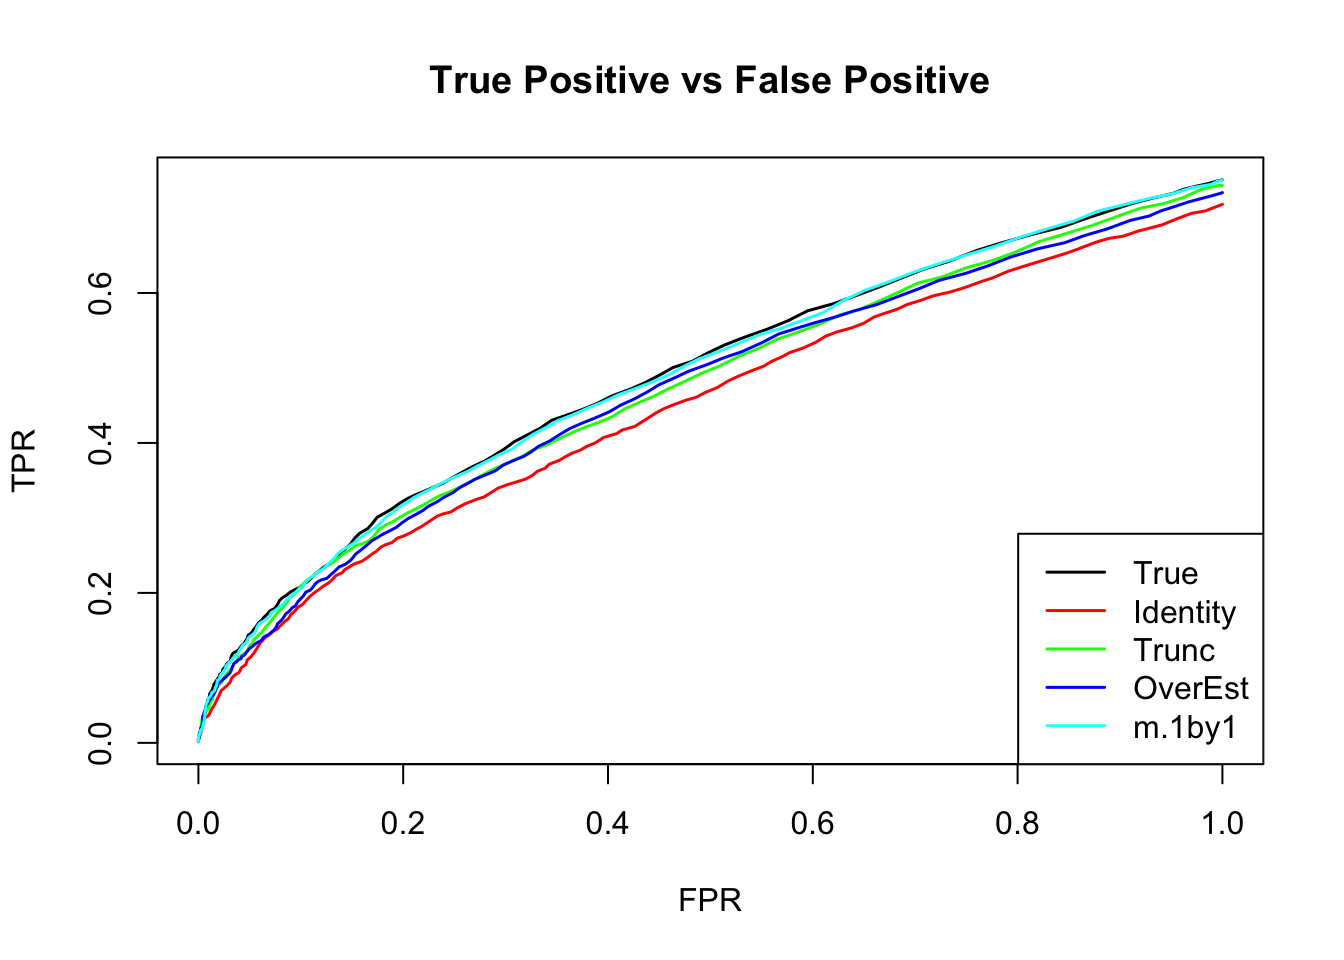 True Positive vs False Positive
TPR
0.6
0.4
0.2
0.0
True
Identity
Trunc
OverEst
m.1by1
0.0 0.2 0.4 0.6 0.8 1.0
FPR